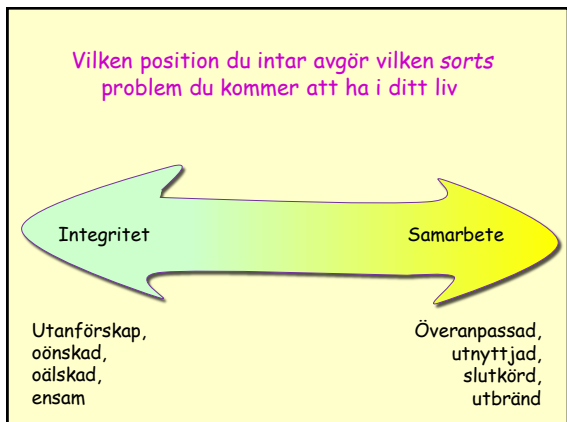 Vilken position du intar avgör vilken sorts
problem du kommer att ha i ditt liv
Integritet
Samarbete
Utanförskap,
oönskad,
oälskad,
ensam
Överanpassad,
utnyttjad,
slutkörd,
utbränd